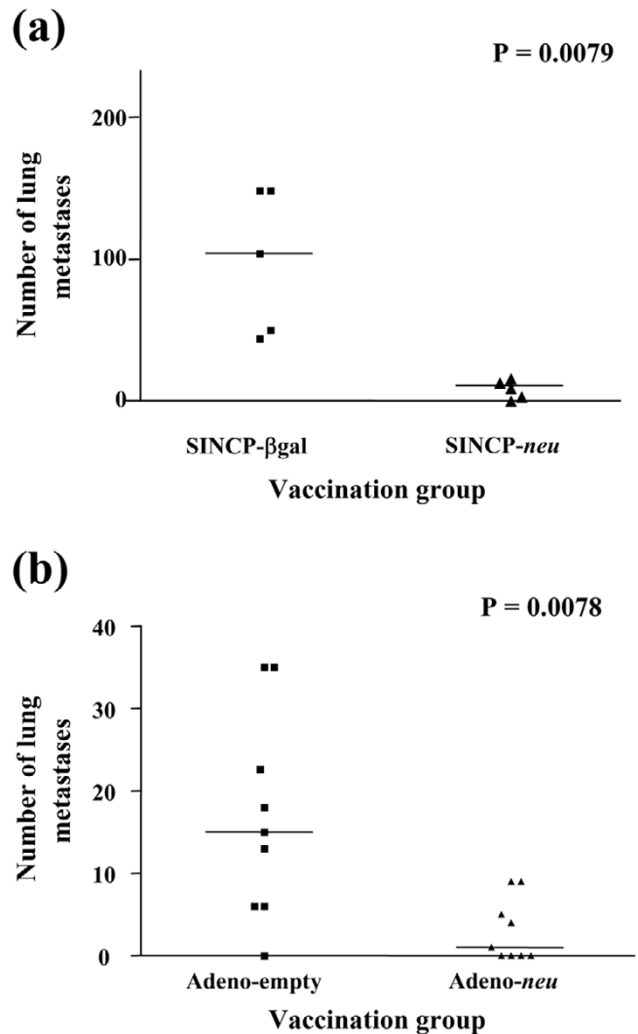 (a)
P = 0.0079
Number of lung
metastases
200
100
0
SINCP-βgal SINCP-neu
Vaccination group
(b)
P = 0.0078
Number of lung
metastases
40
30
20
10
0
Adeno-empty Adeno-neu
Vaccination group